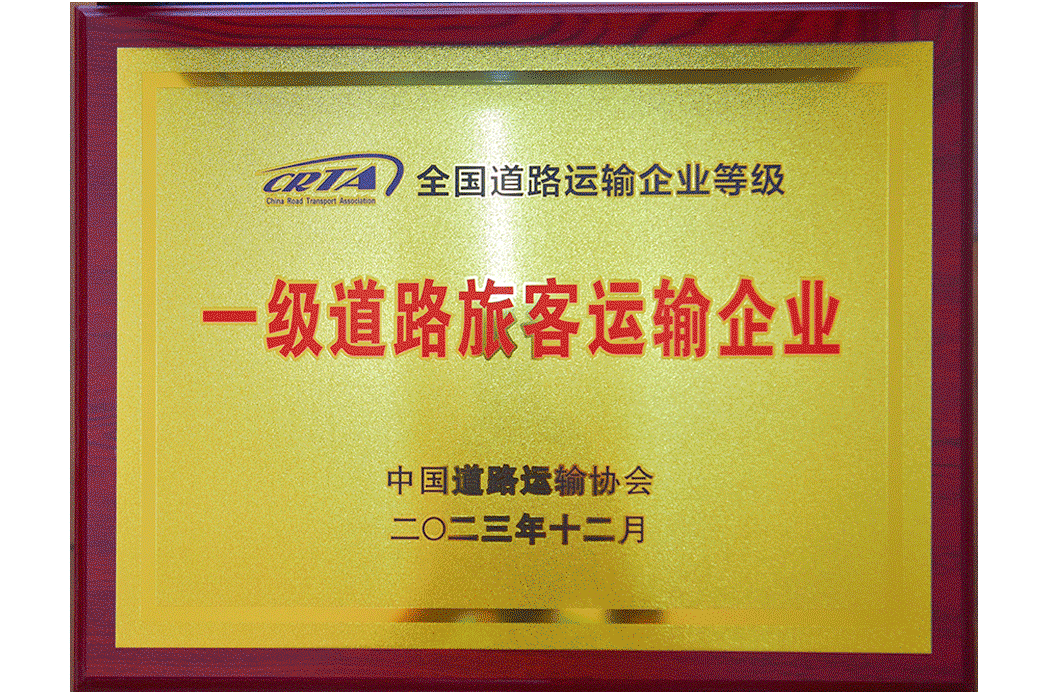 CRTA 全国道路运输企业等级
China Road Transport Association
一级道路旅客运输企业
中国道路运输协会
二〇二三年十二月